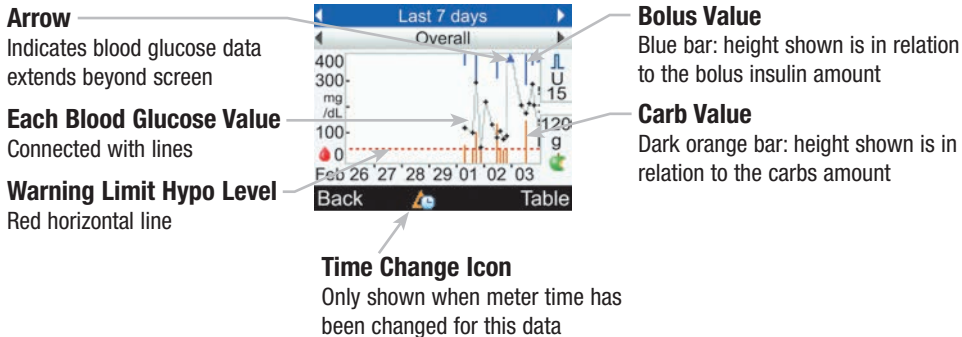 Arrow
Indicates blood glucose data
extends beyond screen
Each Blood Glucose Value
Connected with lines
Warning Limit Hypo Level
Red horizontal line
Last 7 days
Overall
400
300
mg
/dL
100
0
U
15
120
g
Feb 26 27 28 29 01 02 03
Back
Table
Bolus Value
Blue bar: height shown is in relation
to the bolus insulin amount
Carb Value
Dark orange bar: height shown is in
relation to the carbs amount
Time Change Icon
Only shown when meter time has
been changed for this data